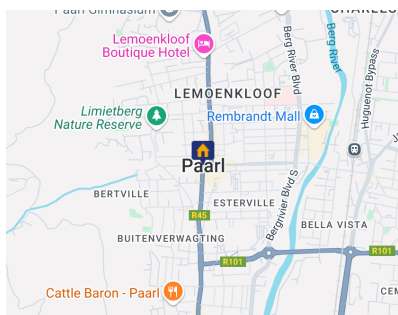 Paarl Gimnasium
Lemoenkloof
Boutique Hotel
Berg River Blvd
Berg River
Huguenot Bypass
LEMOENKLOOF
Limietberg
Nature Reserve
Rembrandt Mall
Paarl
BERTVILLE
ESTERVILLE
R45
Bergrivier Blvd S
BELLA VISTA
BUITENVERWAGTING
R101
R101
Cattle Baron - Paarl